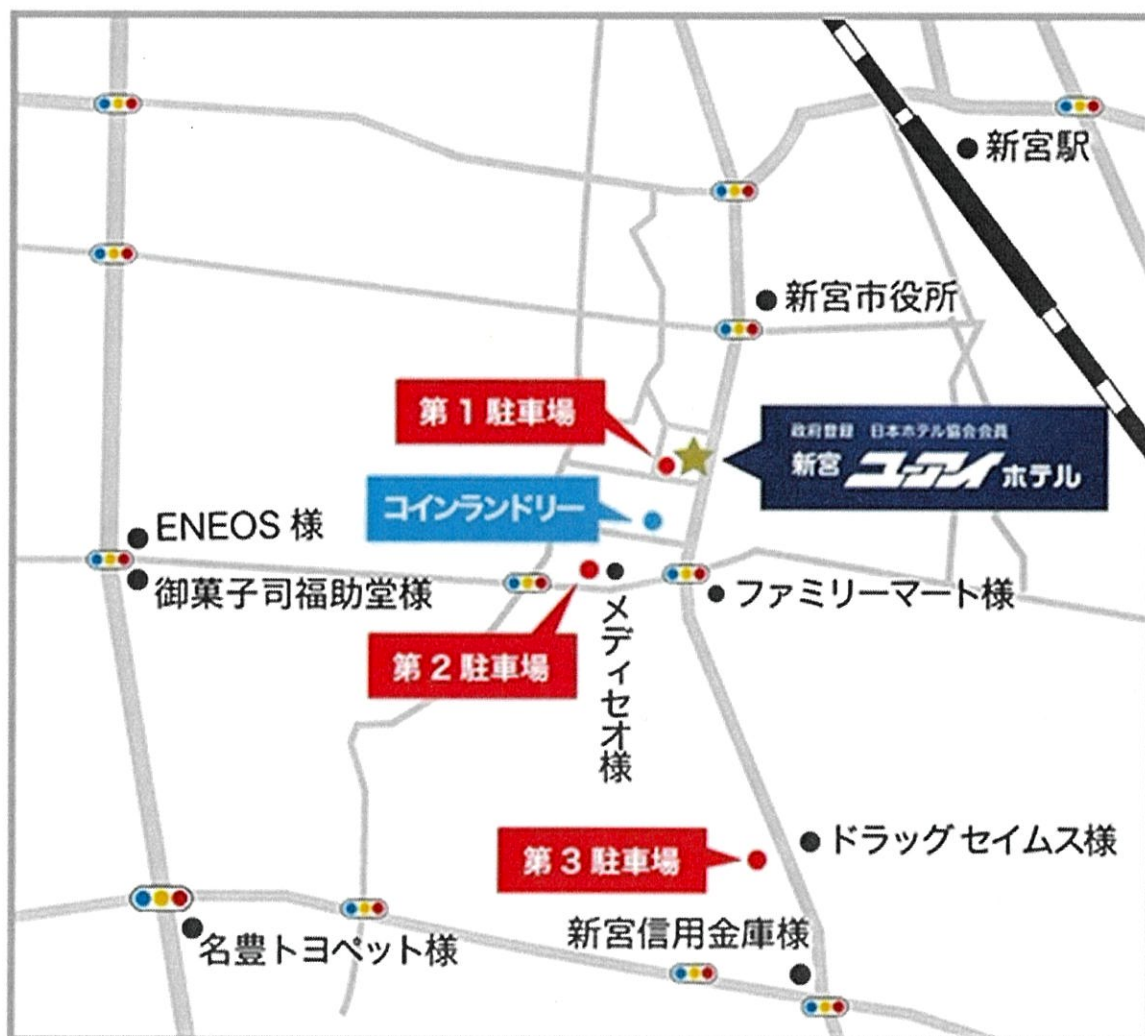 新宮駅
新宮市役所
第1駐車場
政府登録 日本ホテル協会会員
新宮 ユーアイ ホテル
コインランドリー
ENEOS 様
御菓子司福助堂様
ファミリーマート様
第2駐車場
メディセオ様
第3駐車場
ドラッグ セイムス様
新宮信用金庫様
名豊トヨペット様